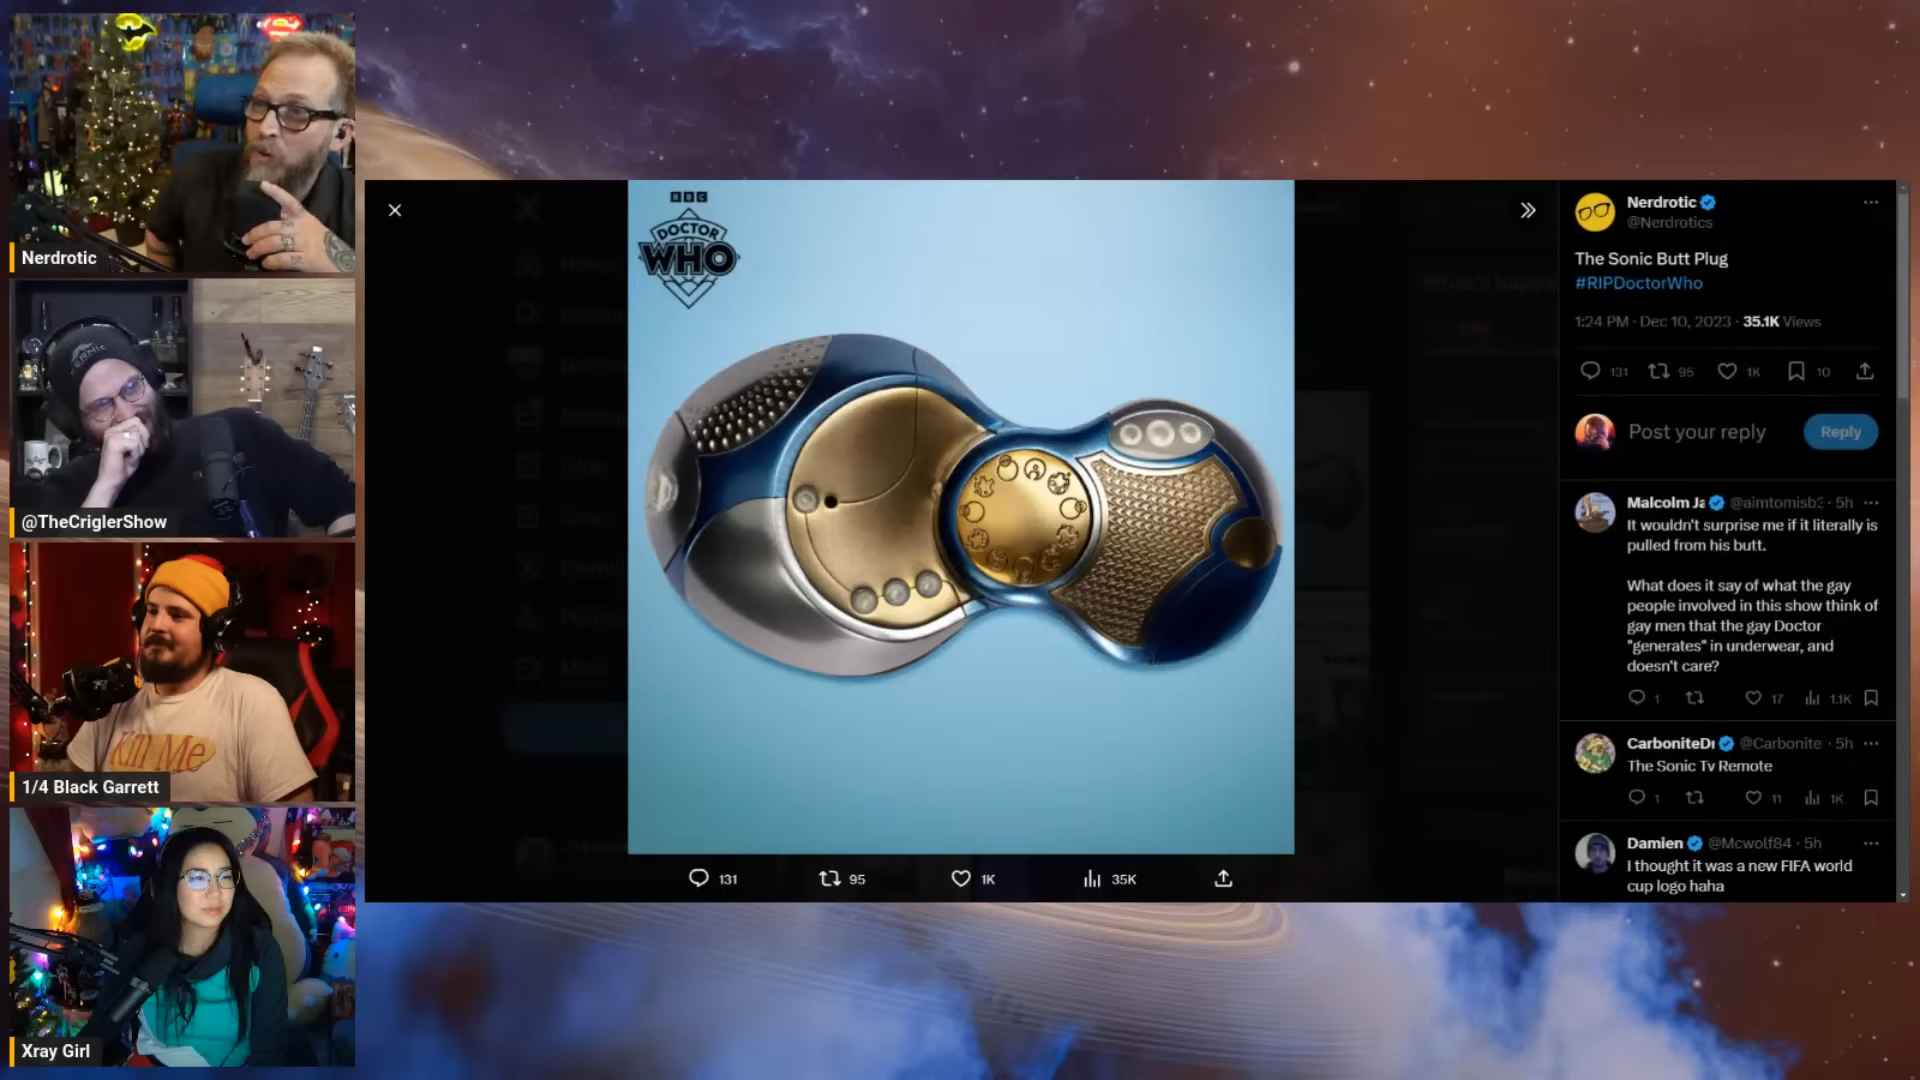 Nerdrotic
@TheCriglerShow
Kill Me
1/4 Black Garrett
Xray Girl
BBC
DOCTOR
WHO
131
95
1K
35K
Nerdrotic
@Nerdrotics
The Sonic Butt Plug
#RIPDoctorWho
1:24 PM · Dec 10, 2023 · 35.1K Views
131 95 1K 10
Post your reply
Reply
Malcolm Ja @aimtomisb3 · 5h
It wouldn't surprise me if it literally is
pulled from his butt.
What does it say of what the gay
people involved in this show think of
gay men that the gay Doctor
"generates" in underwear, and
doesn't care?
1 17 1.1K
CarboniteDr @Carbonite · 5h
The Sonic Tv Remote
1 11 1K
Damien @Mcwolf84 · 5h
I thought it was a new FIFA world
cup logo haha